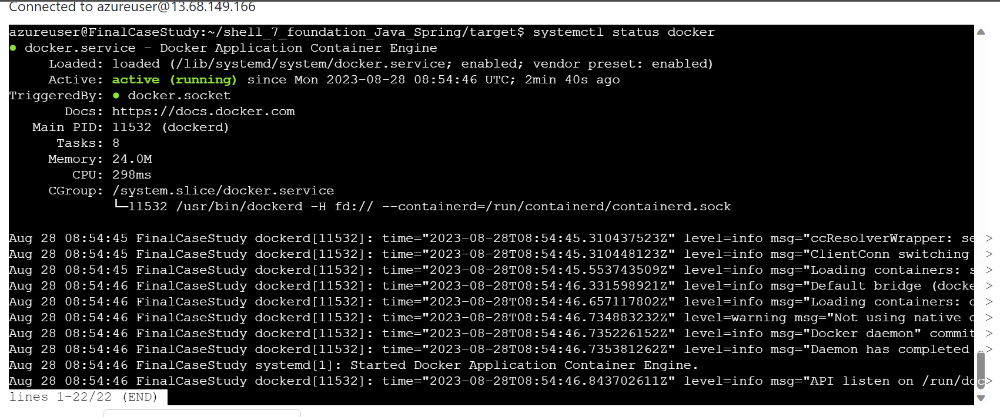 Connected to azureuser@13.68.149.166
azureuser@FinalCaseStudy:~/shell_7_foundation_Java_Spring/target$ systemctl status docker
● docker.service - Docker Application Container Engine
Loaded: loaded (/lib/systemd/system/docker.service; enabled; vendor preset: enabled)
Active: active (running) since Mon 2023-08-28 08:54:46 UTC; 2min 40s ago
TriggeredBy: ● docker.socket
Docs: https://docs.docker.com
Main PID: 11532 (dockerd)
Tasks: 8
Memory: 24.0M
CPU: 298ms
CGroup: /system.slice/docker.service
└─11532 /usr/bin/dockerd -H fd:// --containerd=/run/containerd/containerd.sock
Aug 28 08:54:45 FinalCaseStudy dockerd[11532]: time="2023-08-28T08:54:45.310437523Z" level=info msg="ccResolverWrapper: se>
Aug 28 08:54:45 FinalCaseStudy dockerd[11532]: time="2023-08-28T08:54:45.310448123Z" level=info msg="ClientConn switching >
Aug 28 08:54:45 FinalCaseStudy dockerd[11532]: time="2023-08-28T08:54:45.553743509Z" level=info msg="Loading containers: s>
Aug 28 08:54:46 FinalCaseStudy dockerd[11532]: time="2023-08-28T08:54:46.331598921Z" level=info msg="Default bridge (docke>
Aug 28 08:54:46 FinalCaseStudy dockerd[11532]: time="2023-08-28T08:54:46.657117802Z" level=info msg="Loading containers: d>
Aug 28 08:54:46 FinalCaseStudy dockerd[11532]: time="2023-08-28T08:54:46.734883232Z" level=warning msg="Not using native d>
Aug 28 08:54:46 FinalCaseStudy dockerd[11532]: time="2023-08-28T08:54:46.735226152Z" level=info msg="Docker daemon" commit>
Aug 28 08:54:46 FinalCaseStudy dockerd[11532]: time="2023-08-28T08:54:46.735381262Z" level=info msg="Daemon has completed >
Aug 28 08:54:46 FinalCaseStudy systemd[1]: Started Docker Application Container Engine.
Aug 28 08:54:46 FinalCaseStudy dockerd[11532]: time="2023-08-28T08:54:46.843702611Z" level=info msg="API listen on /run/doc>
lines 1-22/22 (END)